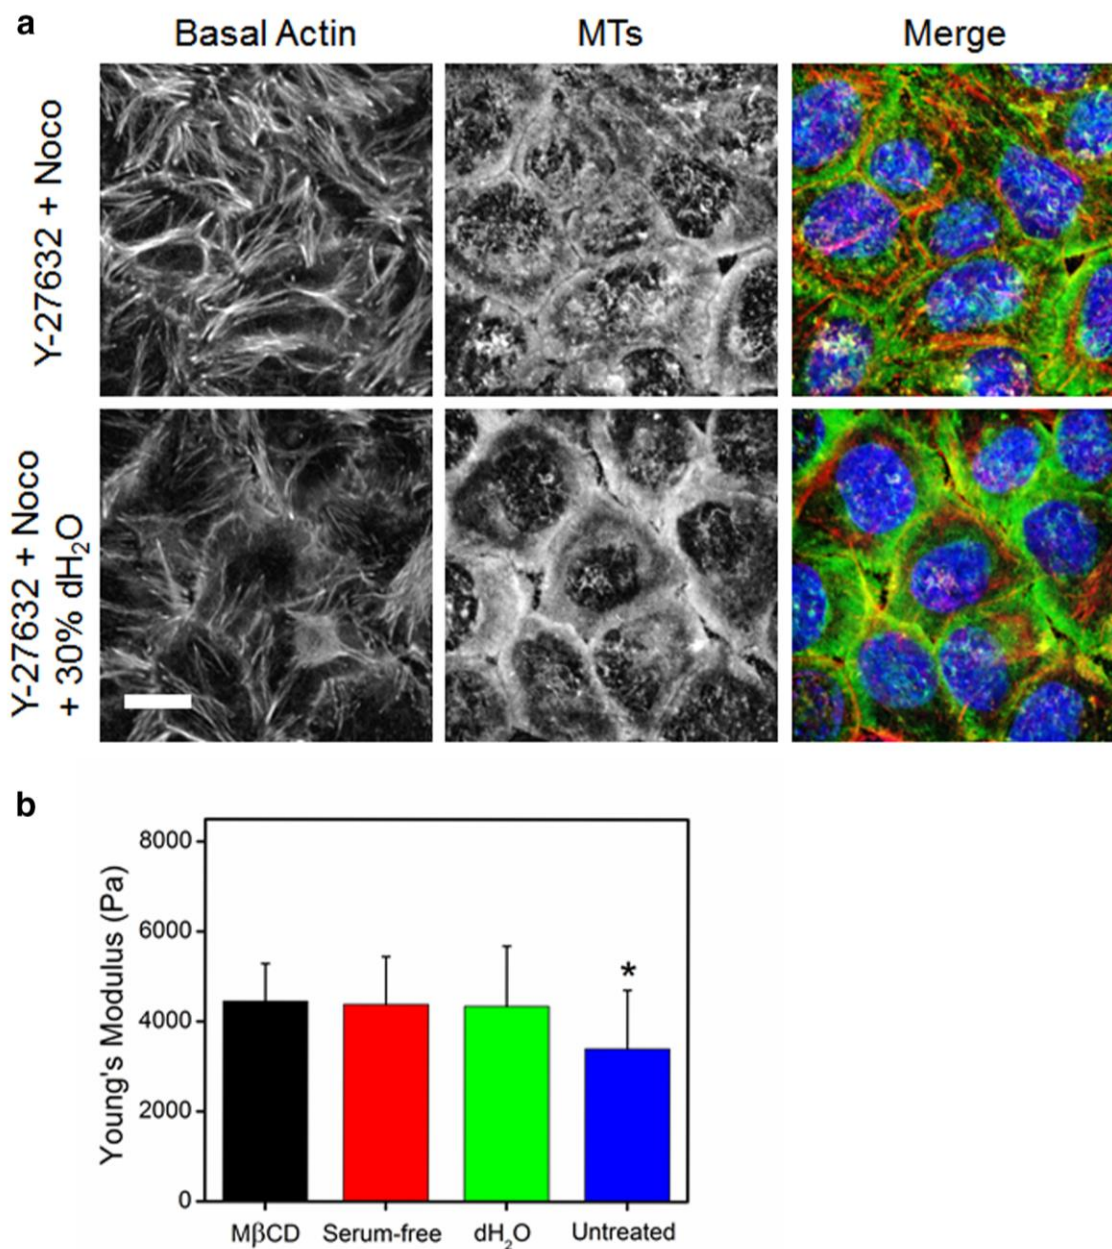 a
Basal Actin MTs Merge
Y-27632 + Noco
Y-27632 + Noco
+ 30% dH₂O
b
Young's Modulus (Pa)
8000
6000
4000
2000
0
*
MβCD Serum-free dH₂O Untreated